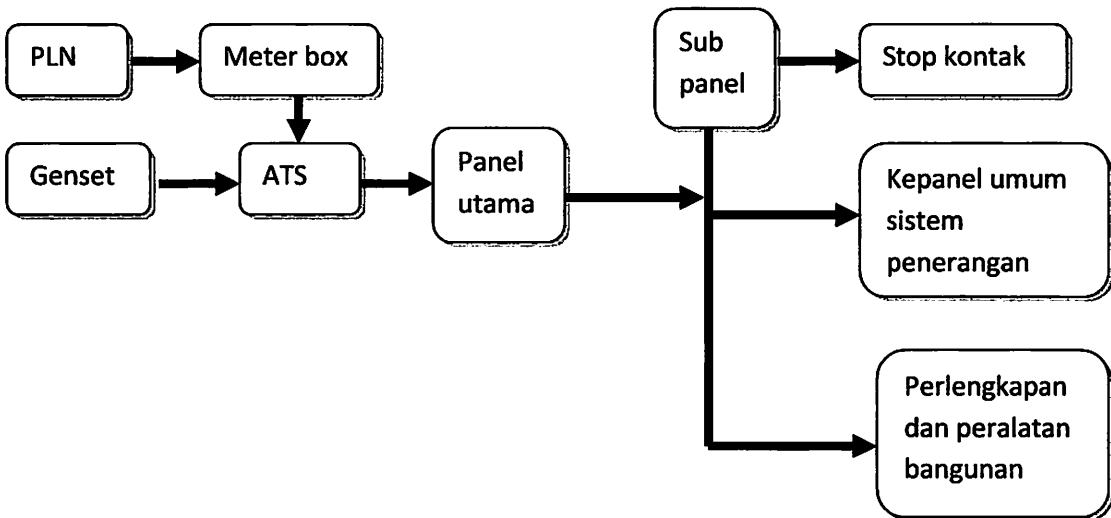 PLN
Meter box
Genset
ATS
Panel
utama
Sub
panel
Stop kontak
Kepanel umum
sistem
penerangan
Perlengkapan
dan peralatan
bangunan